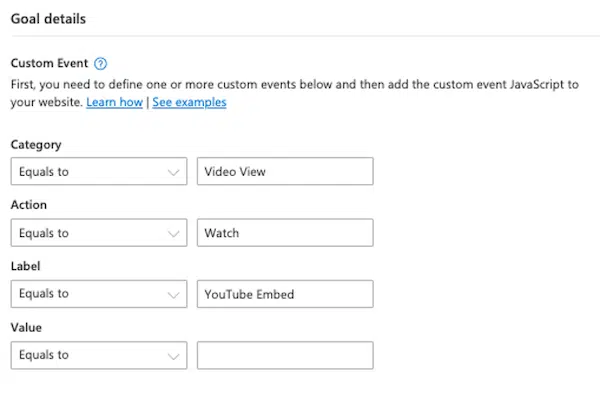 Goal details
Custom Event ?
First, you need to define one or more custom events below and then add the custom event JavaScript to
your website. Learn how | See examples
Category
Equals to Video View
Action
Equals to Watch
Label
Equals to YouTube Embed
Value
Equals to